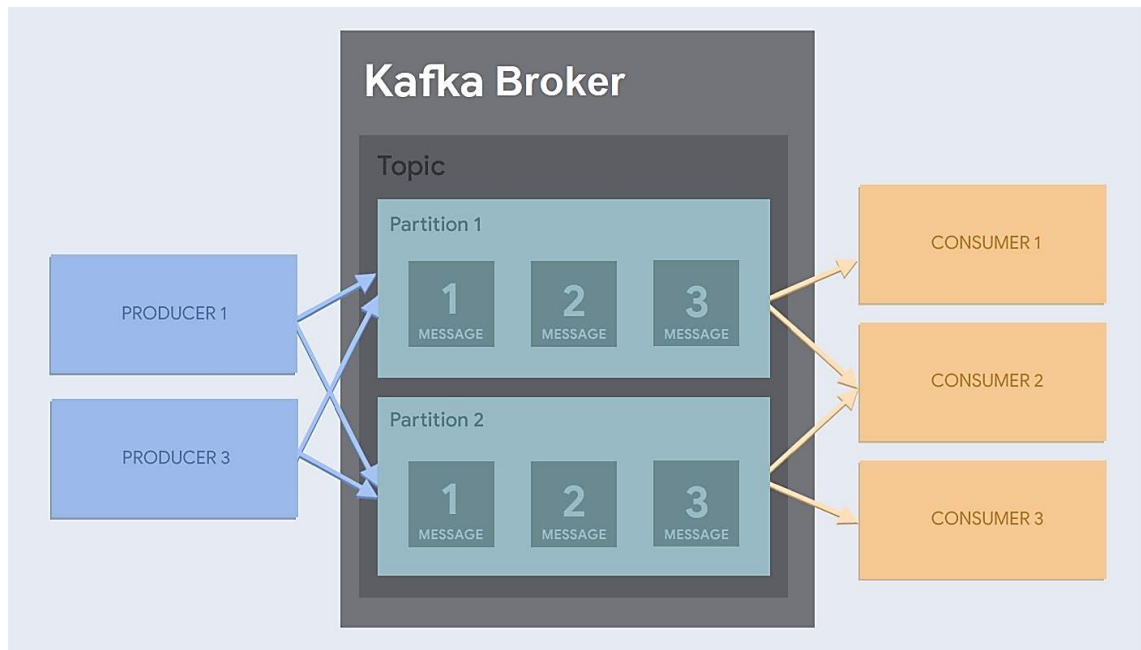 Kafka Broker
Topic
Partition 1
1
MESSAGE
2
MESSAGE
3
MESSAGE
Partition 2
1
MESSAGE
2
MESSAGE
3
MESSAGE
PRODUCER 1
PRODUCER 3
CONSUMER 1
CONSUMER 2
CONSUMER 3